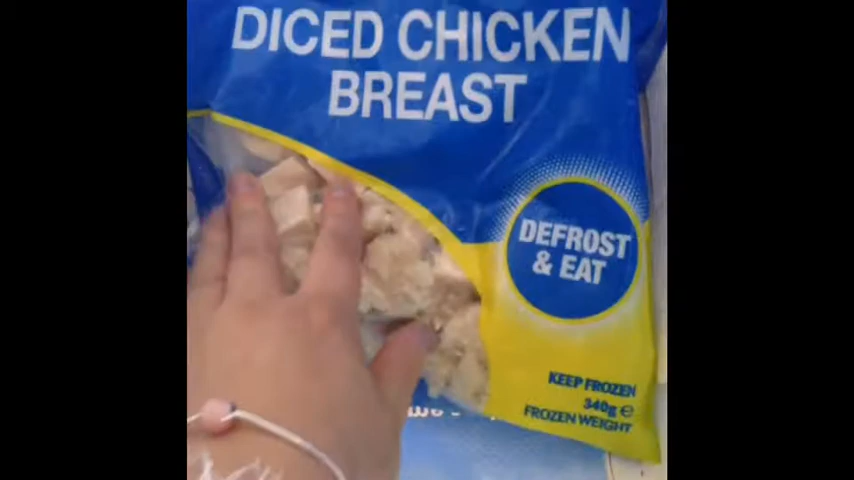 DICED CHICKEN
BREAST
DEFROST
& EAT
KEEP FROZEN
340g e
FROZEN WEIGHT